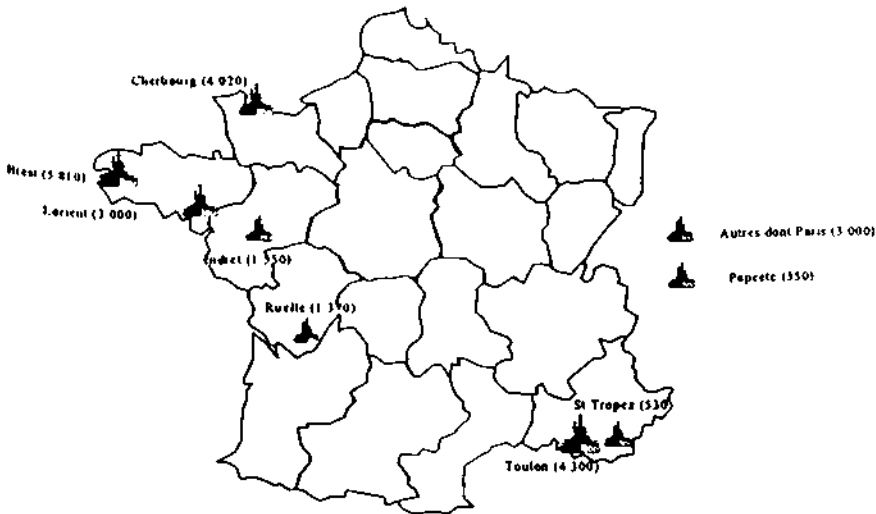 Cherbourg (4 020)
Brest (5 810)
Lorient (3 000)
Indret (1 550)
Ruelle (1 370)
Autres dont Paris (3 000)
Papeete (350)
St Tropez (530
Toulon (4 300)